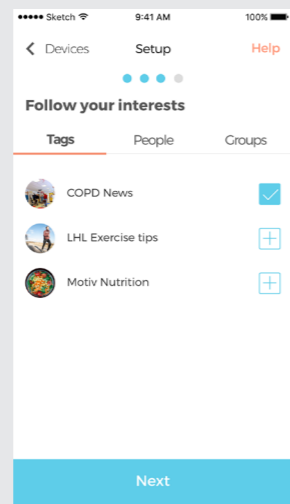 Sketch 9:41 AM 100%
Devices Setup Help
Follow your interests
Tags People Groups
COPD News
LHL Exercise tips
Motiv Nutrition
Next